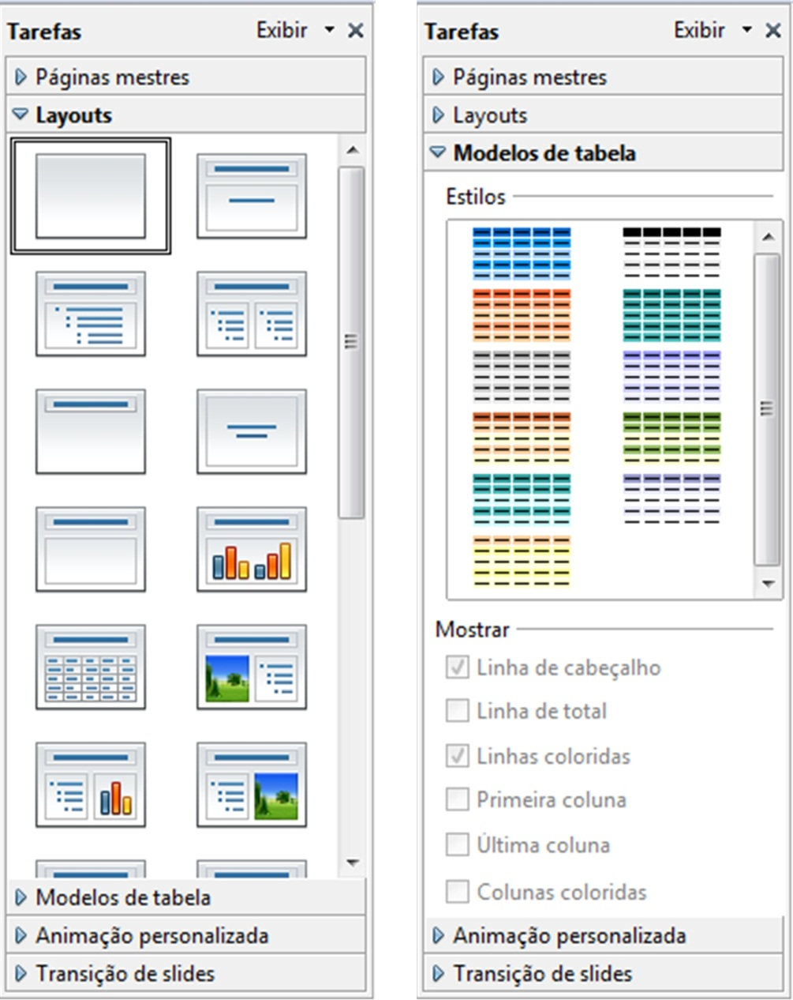 Tarefas Exibir
Páginas mestres
Layouts
Modelos de tabela
Animação personalizada
Transição de slides
Tarefas Exibir
Páginas mestres
Layouts
Modelos de tabela
Estilos
Mostrar
Linha de cabeçalho
Linha de total
Linhas coloridas
Primeira coluna
Última coluna
Colunas coloridas
Animação personalizada
Transição de slides